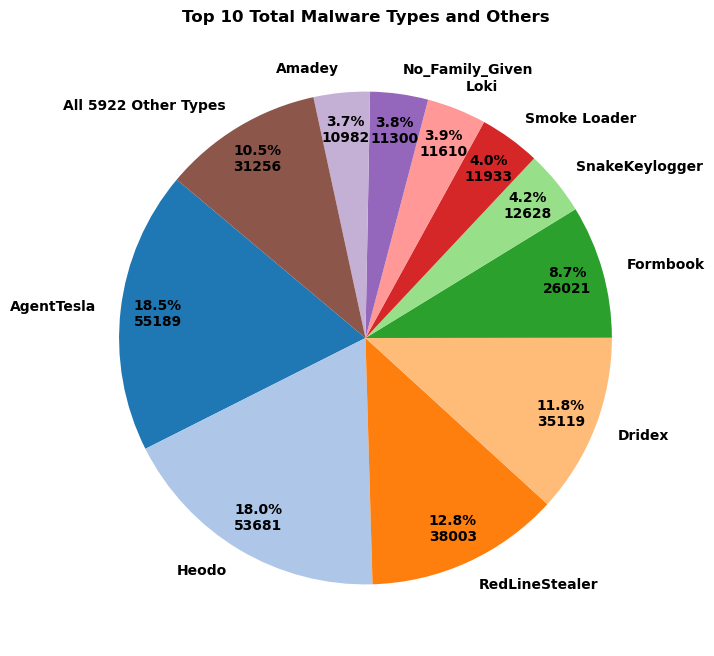 Top 10 Total Malware Types and Others
Amadey
No_Family_Given
Loki
All 5922 Other Types
Smoke Loader
SnakeKeylogger
Formbook
AgentTesla
Dridex
Heodo
RedLineStealer
3.7%
10982
3.8%
11300
3.9%
11610
4.0%
11933
10.5%
31256
4.2%
12628
8.7%
26021
18.5%
55189
11.8%
35119
18.0%
53681
12.8%
38003